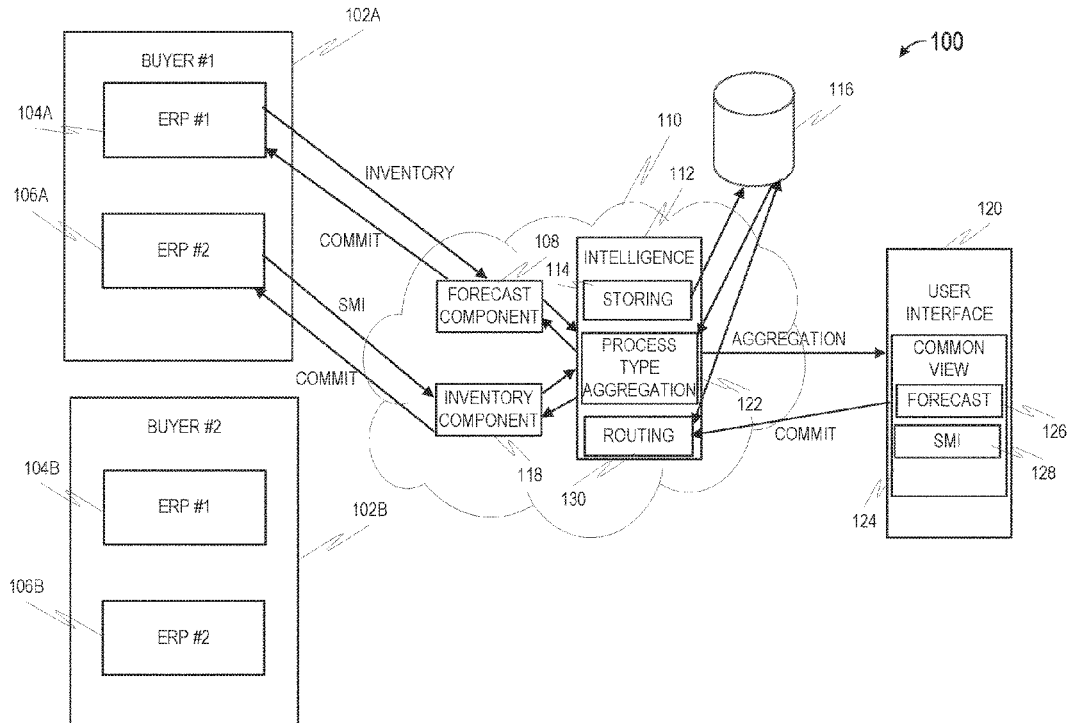 102A
100
BUYER #1
104A
ERP #1
116
110
INVENTORY
112
106A
ERP #2
COMMIT
108
120
INTELLIGENCE
114
STORING
FORECAST
COMPONENT
SMI
USER
INTERFACE
PROCESS
TYPE
AGGREGATION
AGGREGATION
COMMON
VIEW
COMMIT
INVENTORY
COMPONENT
FORECAST
122
126
BUYER #2
ROUTING
COMMIT
SMI
128
118
130
124
104B
ERP #1
102B
106B
ERP #2